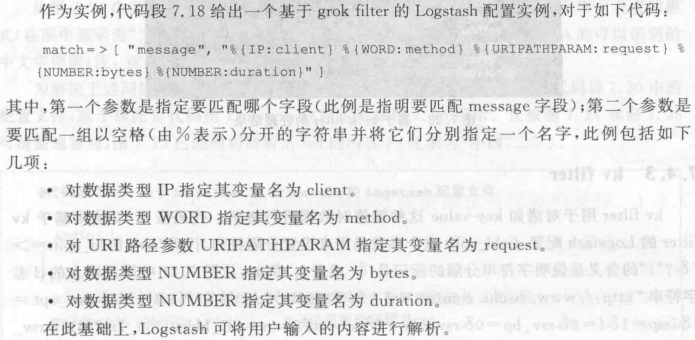 作为实例,代码段 7.18 给出一个基于 grok filter 的 Logstash 配置实例,对于如下代码:
match=>[ "message", "%{IP:client} %{WORD:method} %{URIPATHPARAM:request} %
{NUMBER:bytes} %{NUMBER:duration}" ]
其中,第一个参数是指定要匹配哪个字段(此例是指明要匹配 message 字段);第二个参数是
要匹配一组以空格(由%表示)分开的字符串并将它们分别指定一个名字,此例包括如下
几项:
• 对数据类型 IP 指定其变量名为 client。
• 对数据类型 WORD 指定其变量名为 method。
• 对 URI 路径参数 URIPATHPARAM 指定其变量名为 request。
• 对数据类型 NUMBER 指定其变量名为 bytes。
• 对数据类型 NUMBER 指定其变量名为 duration。
在此基础上,Logstash 可将用户输入的内容进行解析。